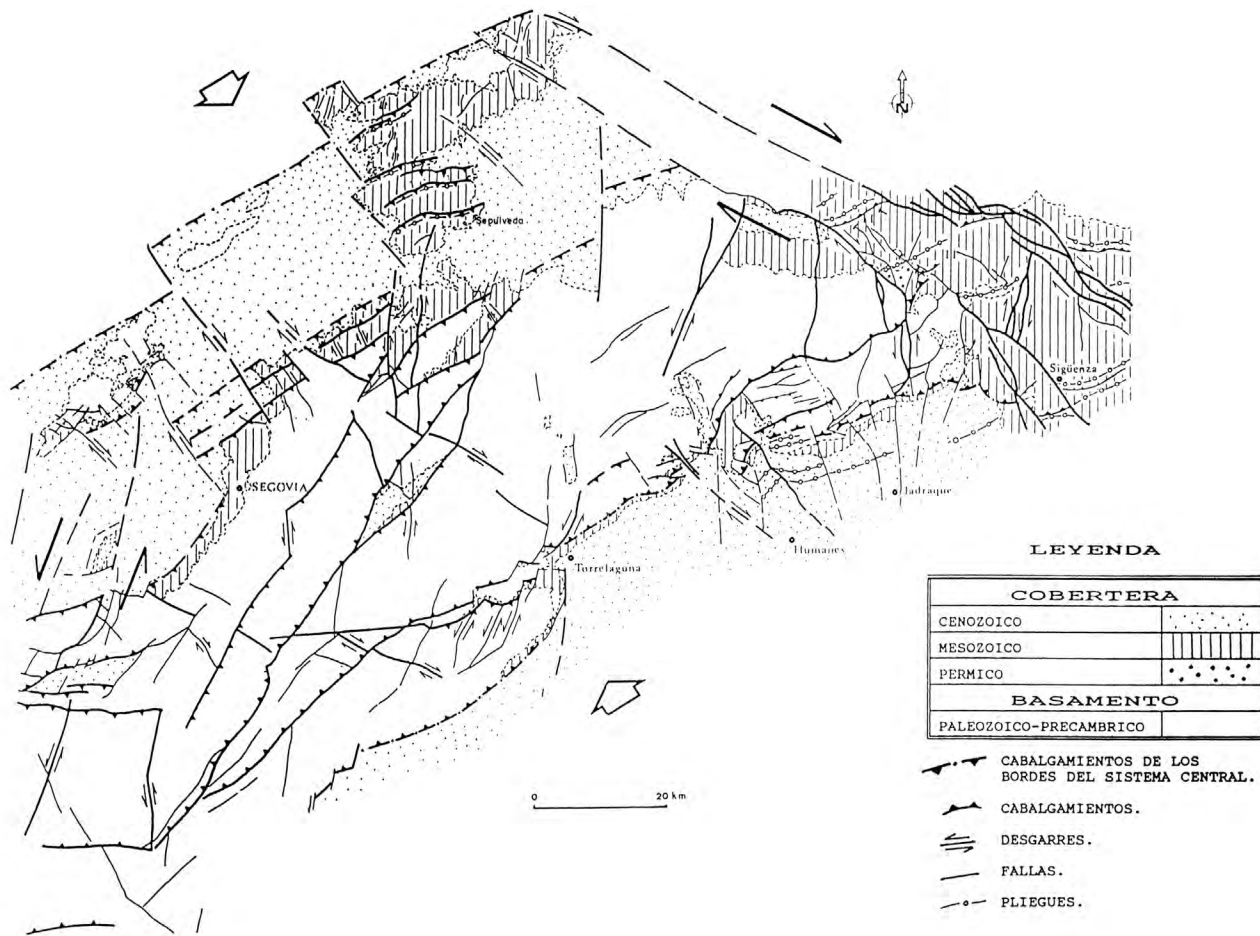 N
Sepulveda
Sigüenza
SEGOVIA
Jadraque
Humanes
Torrelaguna
0 20 km
LEYENDA
COBERTERA
CENOZOICO
MESOZOICO
PERMICO
BASAMENTO
PALEOZOICO-PRECAMBRICO
CABALGAMIENTOS DE LOS
BORDES DEL SISTEMA CENTRAL.
CABALGAMIENTOS.
DESGARRES.
FALLAS.
PLIEGUES.